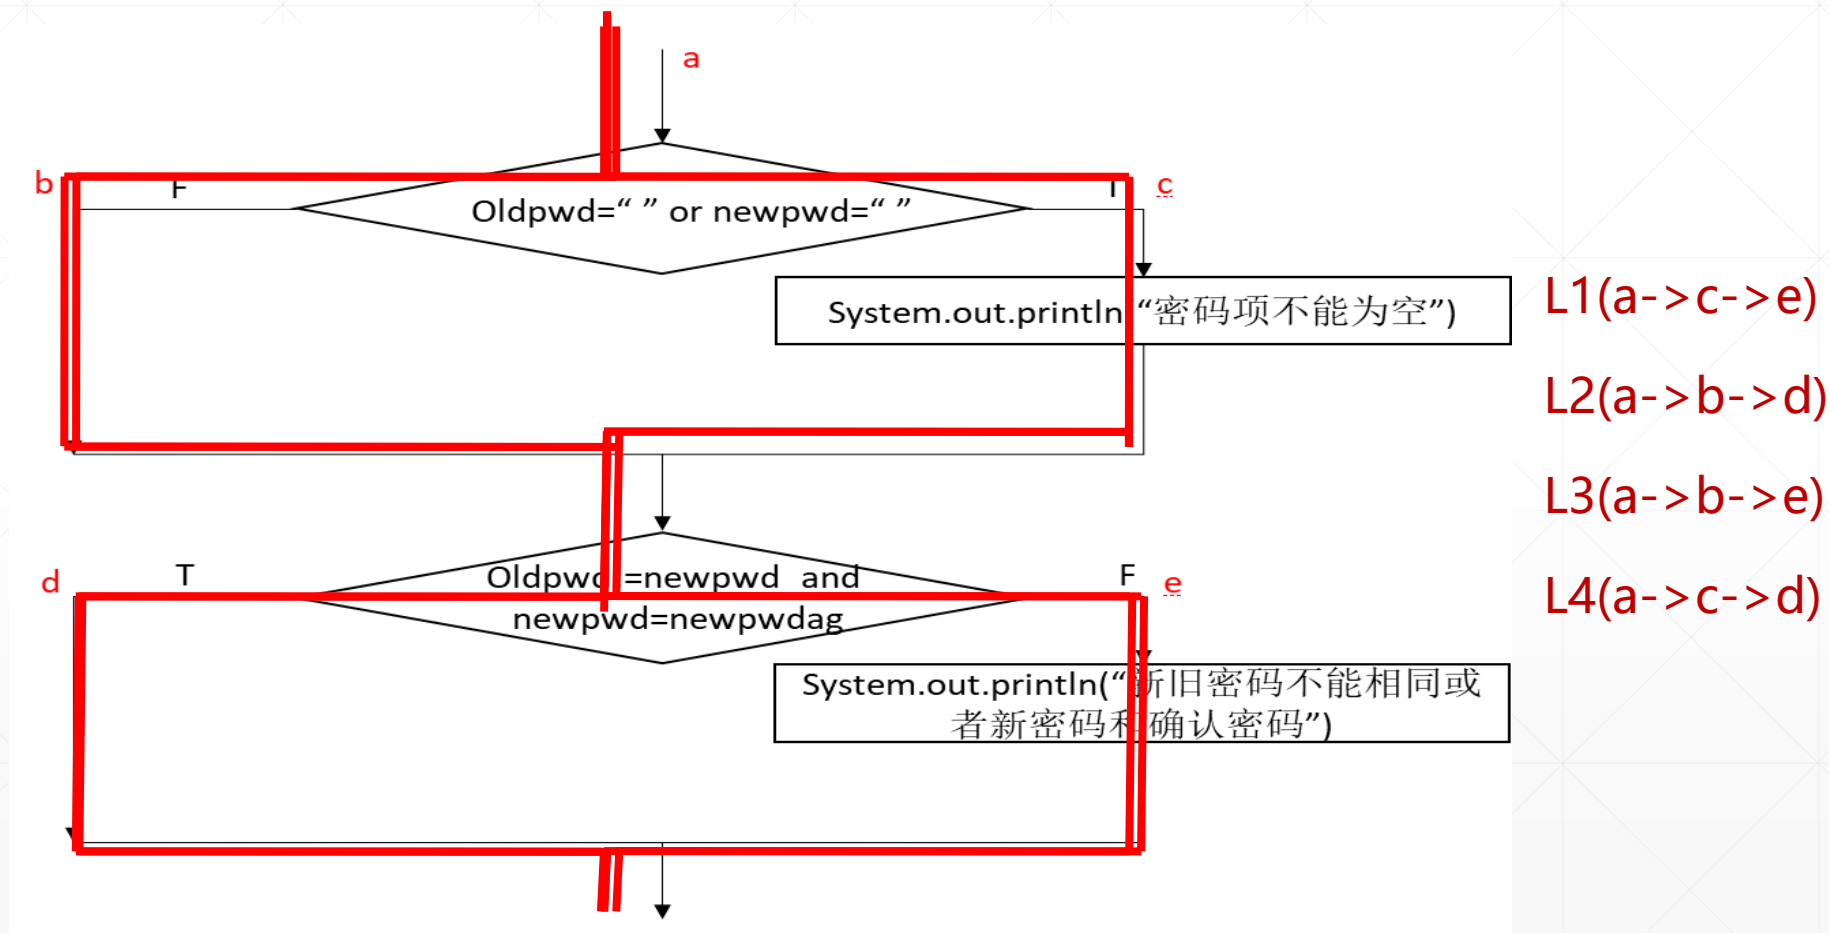 a
b
F
T
c
Oldpwd=“ ” or newpwd=“ ”
System.out.println(“密码项不能为空”)
L1(a->c->e)
L2(a->b->d)
L3(a->b->e)
L4(a->c->d)
d
T
F
e
Oldpwd!=newpwd and
newpwd=newpwdag
System.out.println(“新旧密码不能相同或
者新密码和确认密码”)